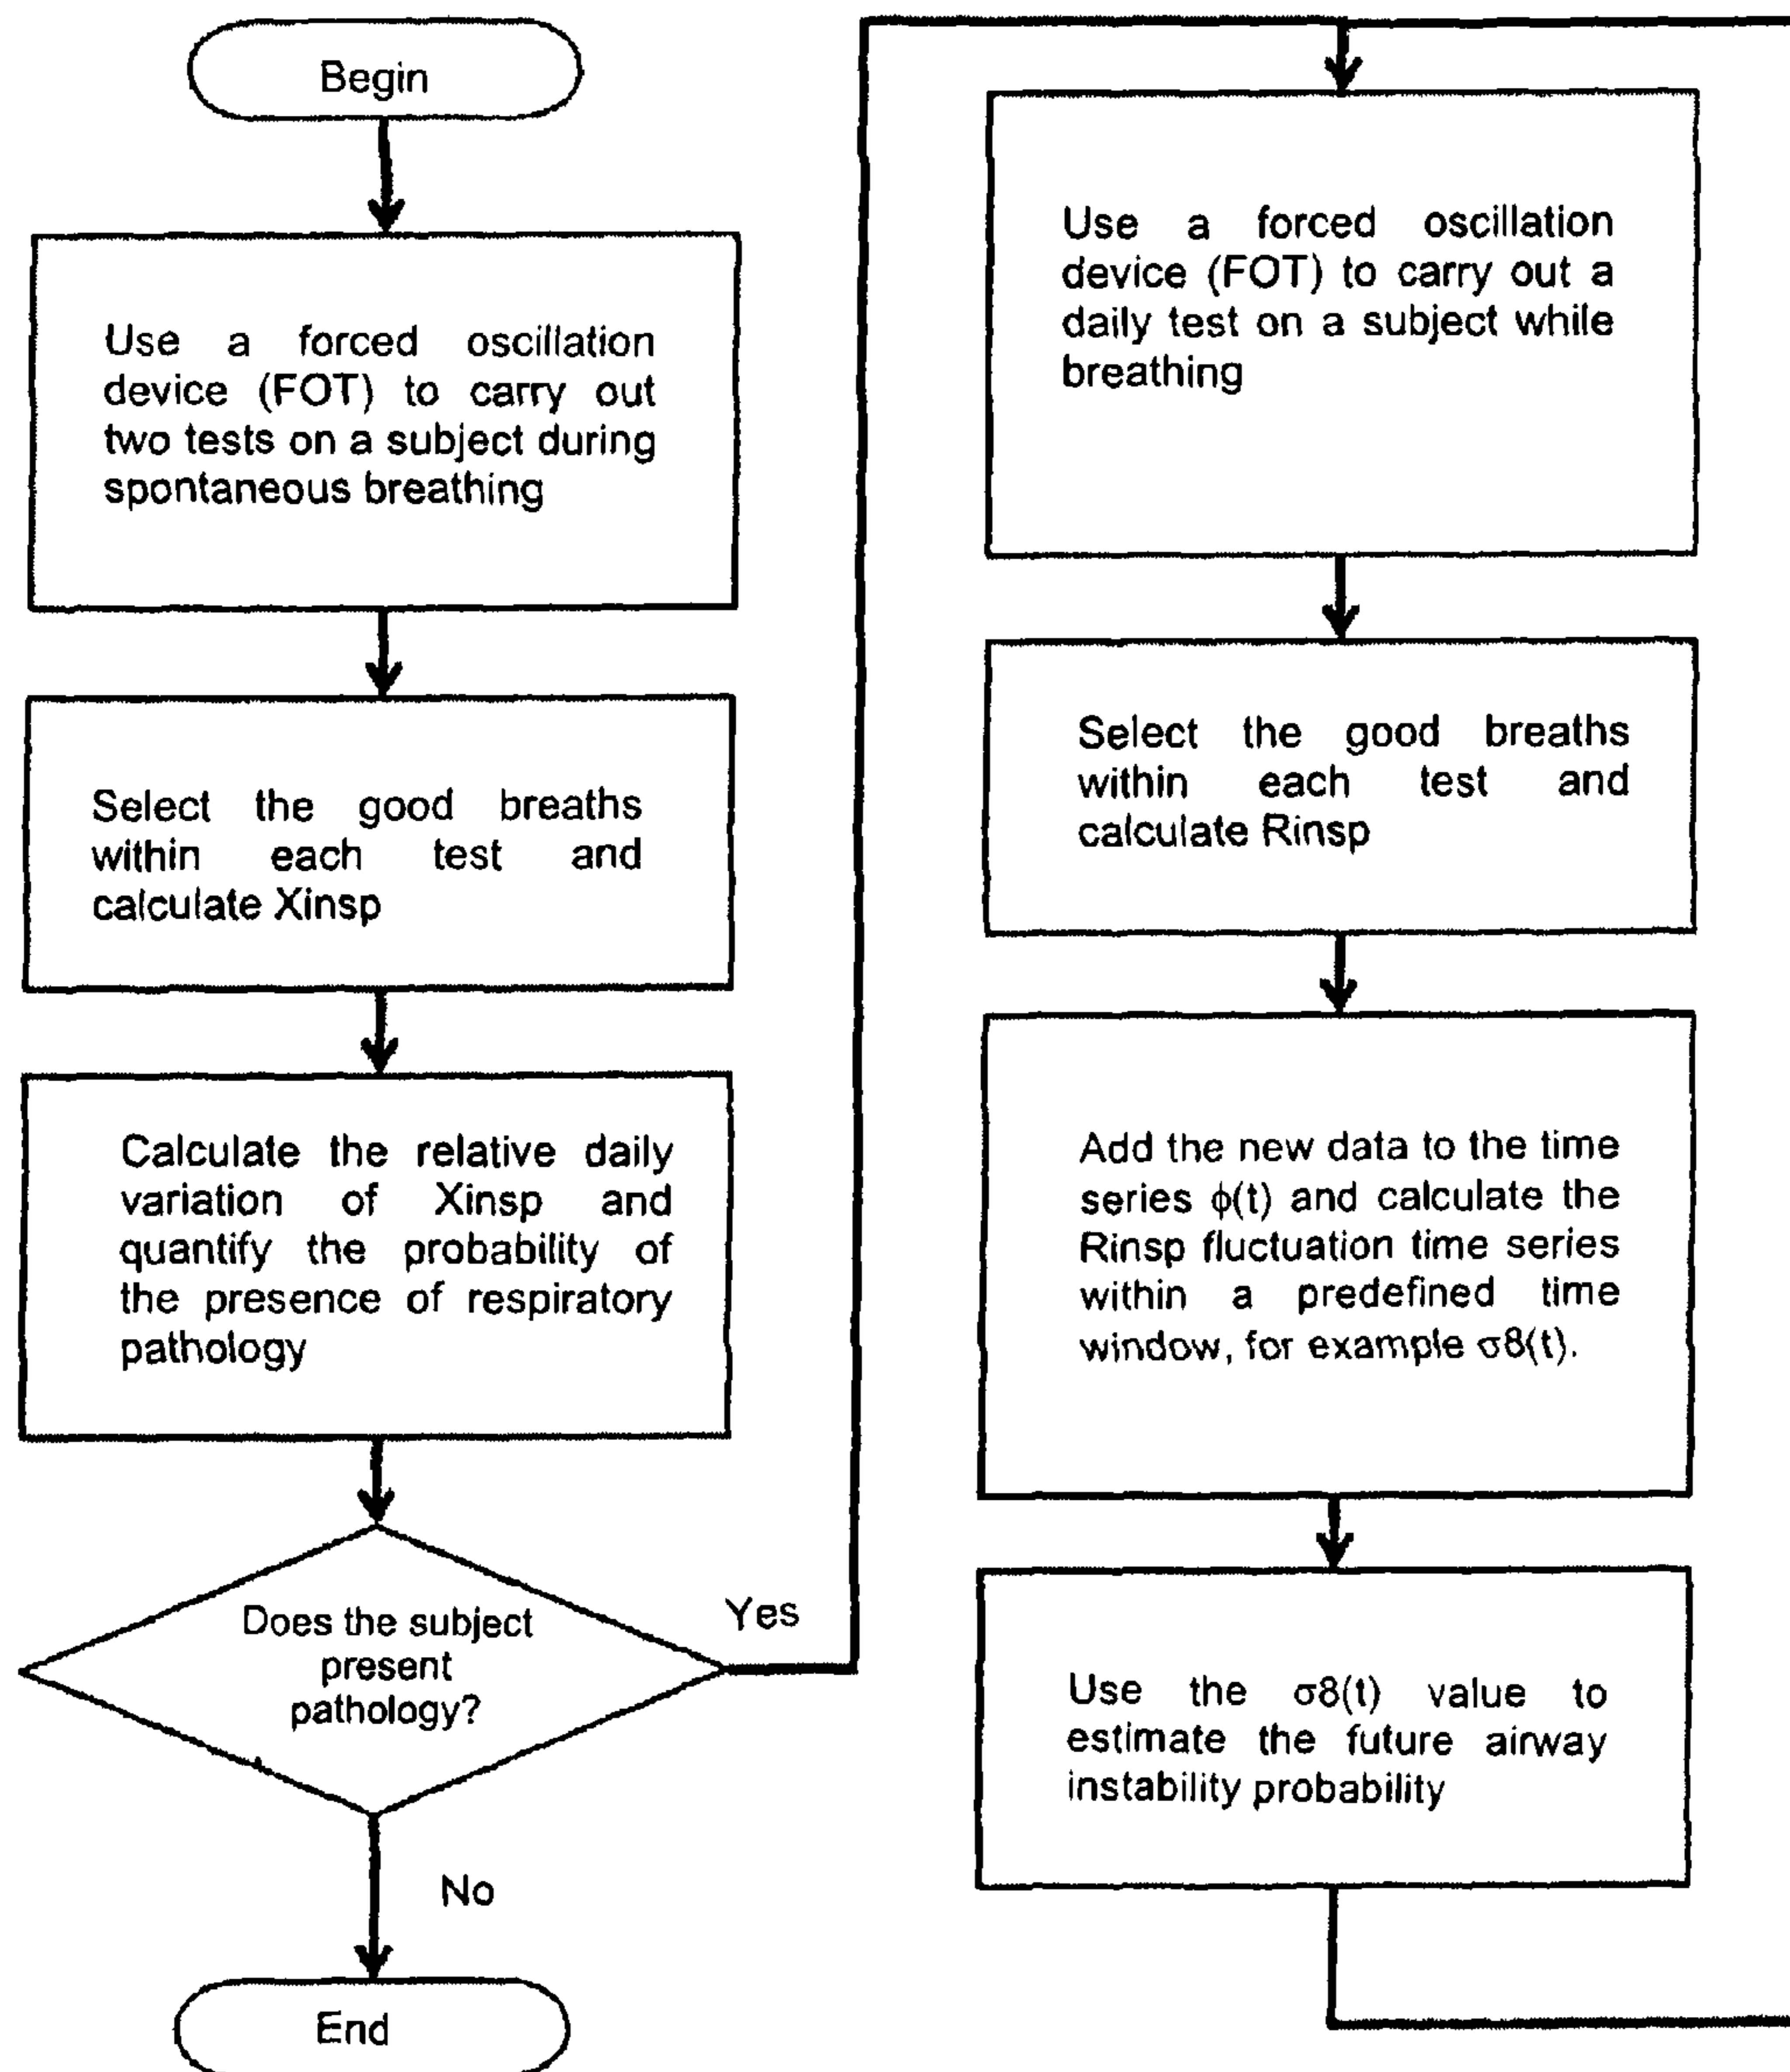 Begin
Use a forced oscillation
device (FOT) to carry out
two tests on a subject during
spontaneous breathing
Select the good breaths
within each test and
calculate Xinsp
Calculate the relative daily
variation of Xinsp and
quantify the probability of
the presence of respiratory
pathology
Does the subject
present
pathology?
Yes
No
End
Use a forced oscillation
device (FOT) to carry out a
daily test on a subject while
breathing
Select the good breaths
within each test and
calculate Rinsp
Add the new data to the time
series ϕ(t) and calculate the
Rinsp fluctuation time series
within a predefined time
window, for example σ8(t).
Use the σ8(t) value to
estimate the future airway
instability probability